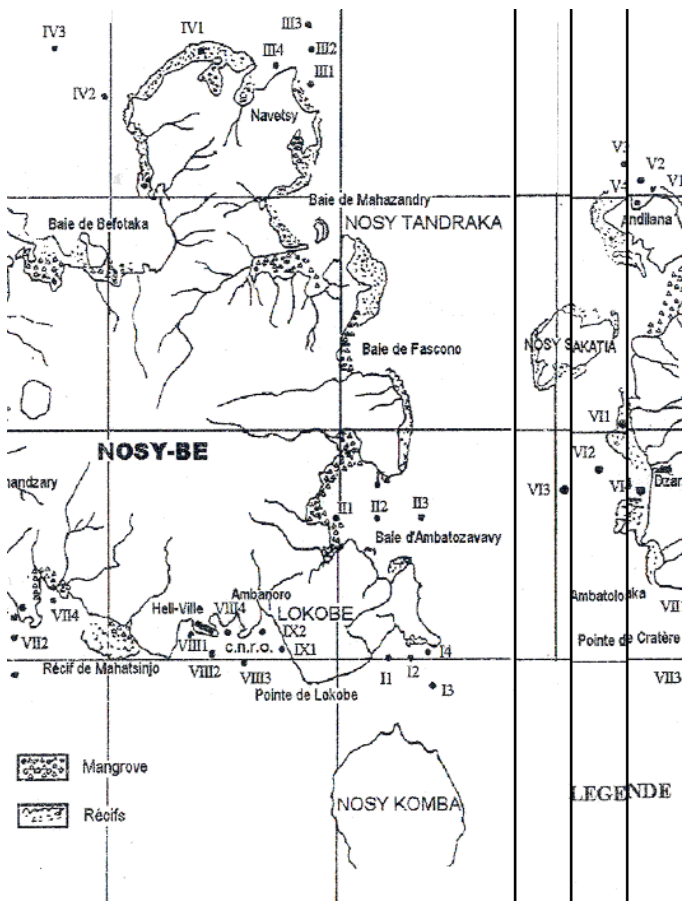 IV3
IV1
III3
III2
III4
III1
IV2
Navetsy
V3
V2
V1
Baie de Mahazandry
Baie de Befotaka
NOSY TANDRAKA
Andilana
NOSY SAKATIA
Baie de Fascono
VI1
NOSY-BE
VI2
VI3
II1
II2
II3
Baie d'Ambatozavavy
Ambanoro
Hell-Ville
VIII4
LOKOBE
VII4
IX2
VII2
VIII1
c.n.r.o.
IX1
I4
Pointe de Cratère
Récif de Mahatsinjo
VIII2
VIII3
I1
I2
VII3
Pointe de Lokobe
I3
Mangrove
LEGENDE
NOSY KOMBA
Récifs